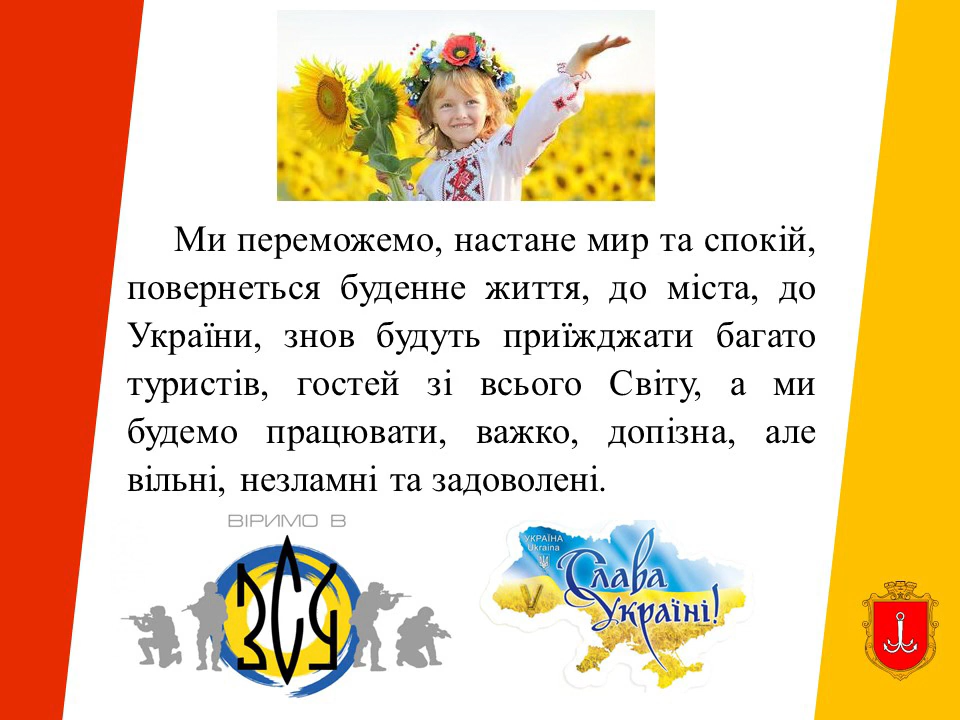 Ми переможемо, настане мир та спокій,
повернеться буденне життя, до міста, до
України, знов будуть приїжджати багато
туристів, гостей зі всього Світу, а ми
будемо працювати, важко, допізна, але
вільні, незламні та задоволені.
ВІРИМО В
ЗСУ
УКРАЇНА
Ukraina
Слава
Україні!